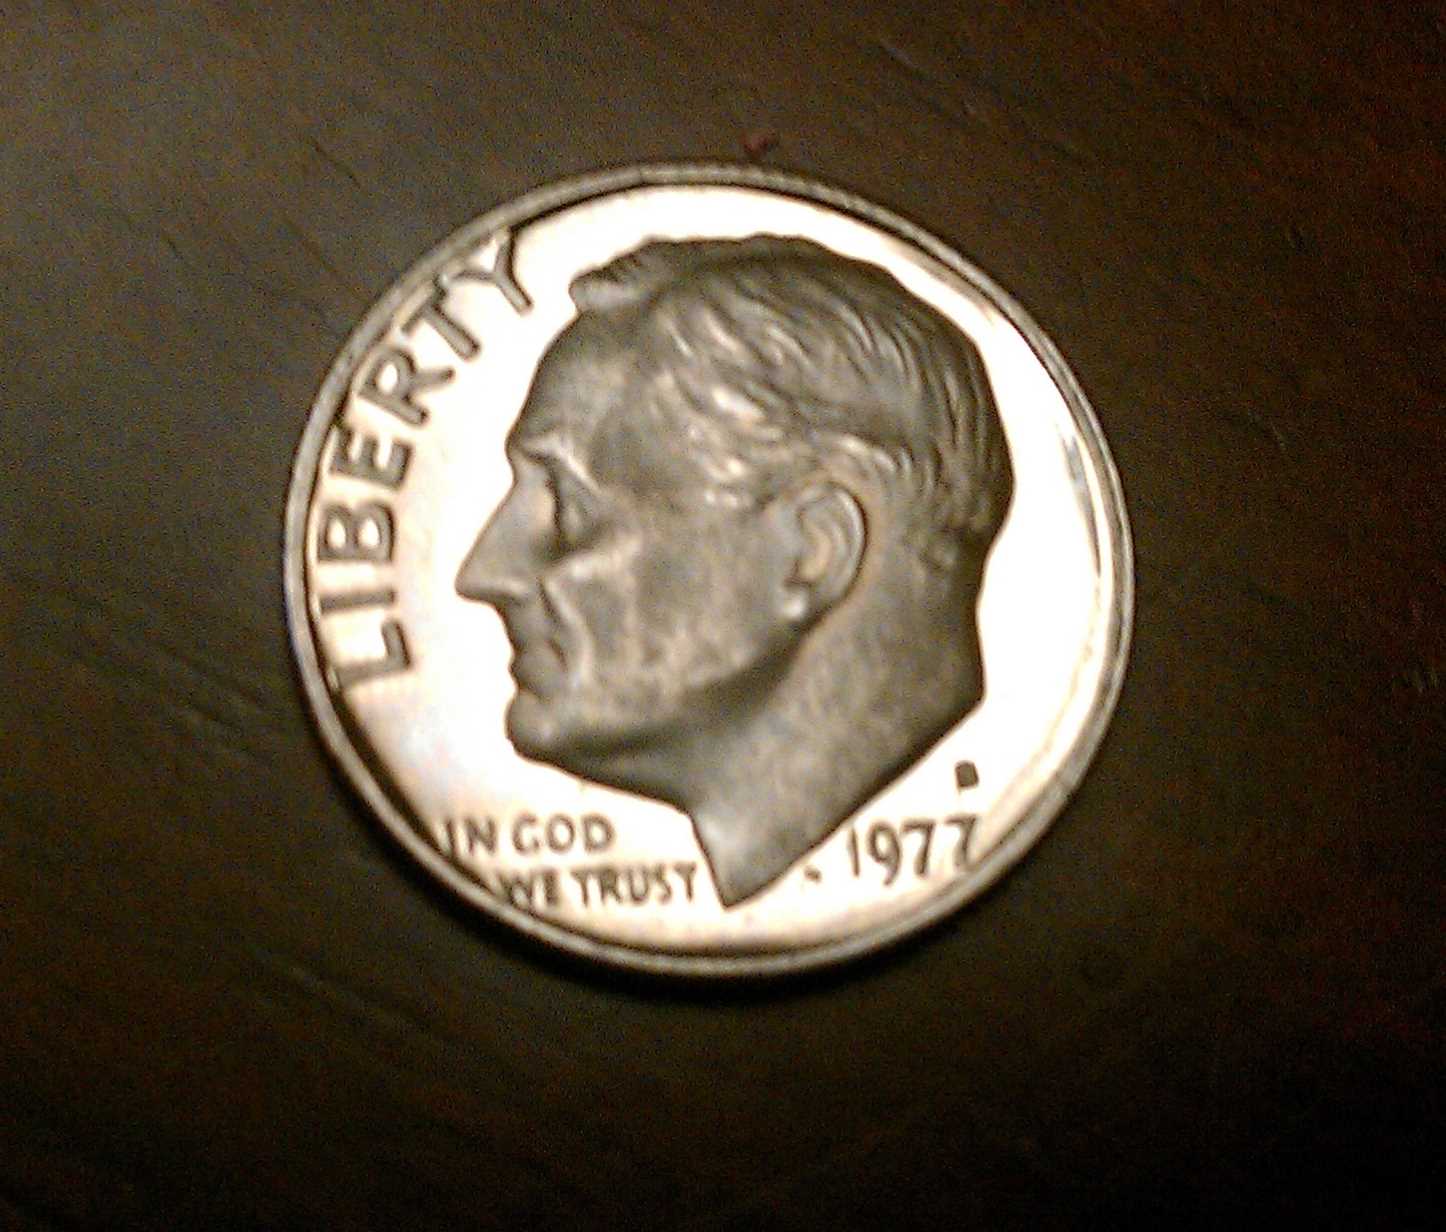 LIBERTY
IN GOD
WE TRUST
1977